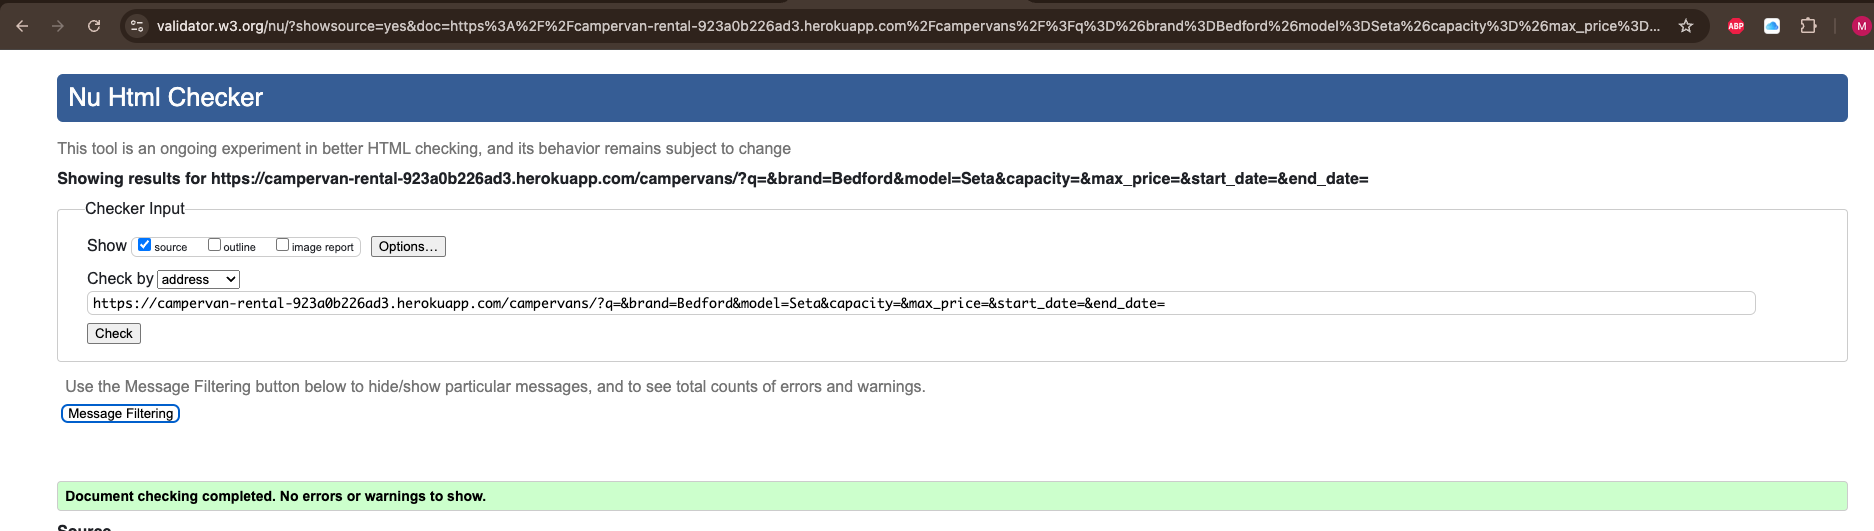 validator.w3.org/nu/?showsource=yes&doc=https%3A%2F%2Fcampervan-rental-923a0b226ad3.herokuapp.com%2Fcampervans%2F%3Fq%3D%26brand%3DBedford%26model%3DSeta%26capacity%3D%26max_price%3D...
ABP
M
Nu Html Checker
This tool is an ongoing experiment in better HTML checking, and its behavior remains subject to change
Showing results for https://campervan-rental-923a0b226ad3.herokuapp.com/campervans/?q=&brand=Bedford&model=Seta&capacity=&max_price=&start_date=&end_date=
Checker Input
Show source outline image report Options...
Check by address
https://campervan-rental-923a0b226ad3.herokuapp.com/campervans/?q=&brand=Bedford&model=Seta&capacity=&max_price=&start_date=&end_date=
Check
Use the Message Filtering button below to hide/show particular messages, and to see total counts of errors and warnings.
Message Filtering
Document checking completed. No errors or warnings to show.
Source